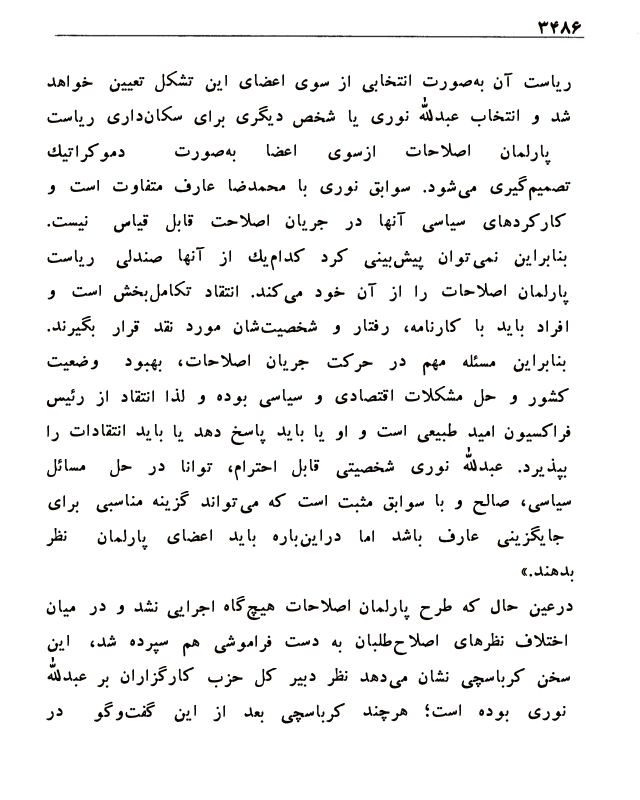 ۳۴۸۶
ریاست آن به‌صورت انتخابی از سوی اعضای این تشکل تعیین خواهد
شد و انتخاب عبدالله نوری یا شخص دیگری برای سکان‌داری ریاست
پارلمان اصلاحات ازسوی اعضا به‌صورت دموکراتیك
تصمیم‌گیری می‌شود. سوابق نوری با محمدضا عارف متفاوت است و
کارکردهای سیاسی آنها در جریان اصلاحت قابل قیاس نیست.
بنابراین نمی‌توان پیش‌بینی کرد کدام‌یك از آنها صندلی ریاست
پارلمان اصلاحات را از آن خود می‌کند. انتقاد تکامل‌بخش است و
افراد باید با کارنامه، رفتار و شخصیت‌شان مورد نقد قرار بگیرند.
بنابراین مسئله مهم در حرکت جریان اصلاحات، بهبود وضعیت
کشور و حل مشکلات اقتصادی و سیاسی بوده و لذا انتقاد از رئیس
فراکسیون امید طبیعی است و او یا باید پاسخ دهد یا باید انتقادات را
بپذیرد. عبدالله نوری شخصیتی قابل احترام، توانا در حل مسائل
سیاسی، صالح و با سوابق مثبت است که می‌تواند گزینه مناسبی برای
جایگزینی عارف باشد اما دراین‌باره باید اعضای پارلمان نظر
بدهند.»
درعین حال که طرح پارلمان اصلاحات هیچ‌گاه اجرایی نشد و در میان
اختلاف نظرهای اصلاح‌طلبان به دست فراموشی هم سپرده شد، این
سخن کرباسچی نشان می‌دهد نظر دبیر کل حزب کارگزاران بر عبدالله
نوری بوده است؛ هرچند کرباسچی بعد از این گفت‌وگو در